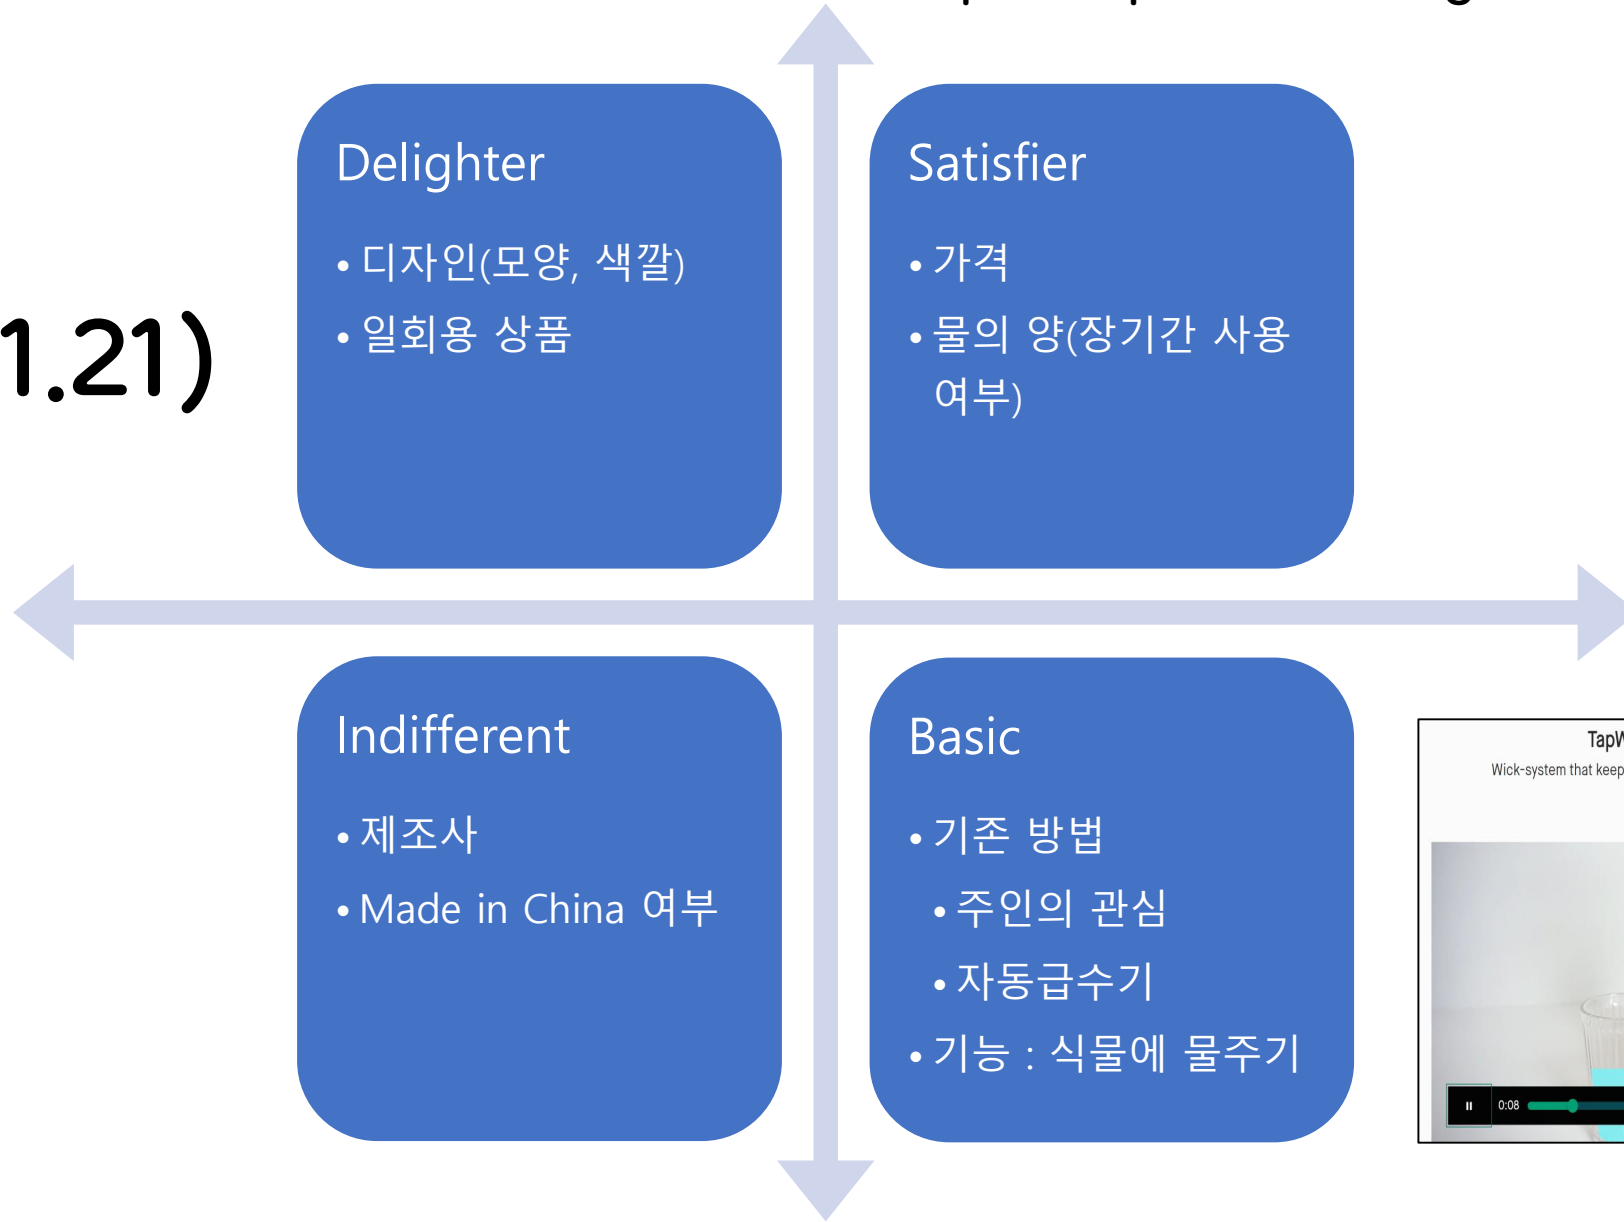 1.21)
Delighter
• 디자인(모양, 색깔)
• 일회용 상품
Satisfier
• 가격
• 물의 양(장기간 사용
여부)
Indifferent
• 제조사
• Made in China 여부
Basic
• 기존 방법
• 주인의 관심
• 자동급수기
• 기능 : 식물에 물주기
Wick-system that keep
0:08